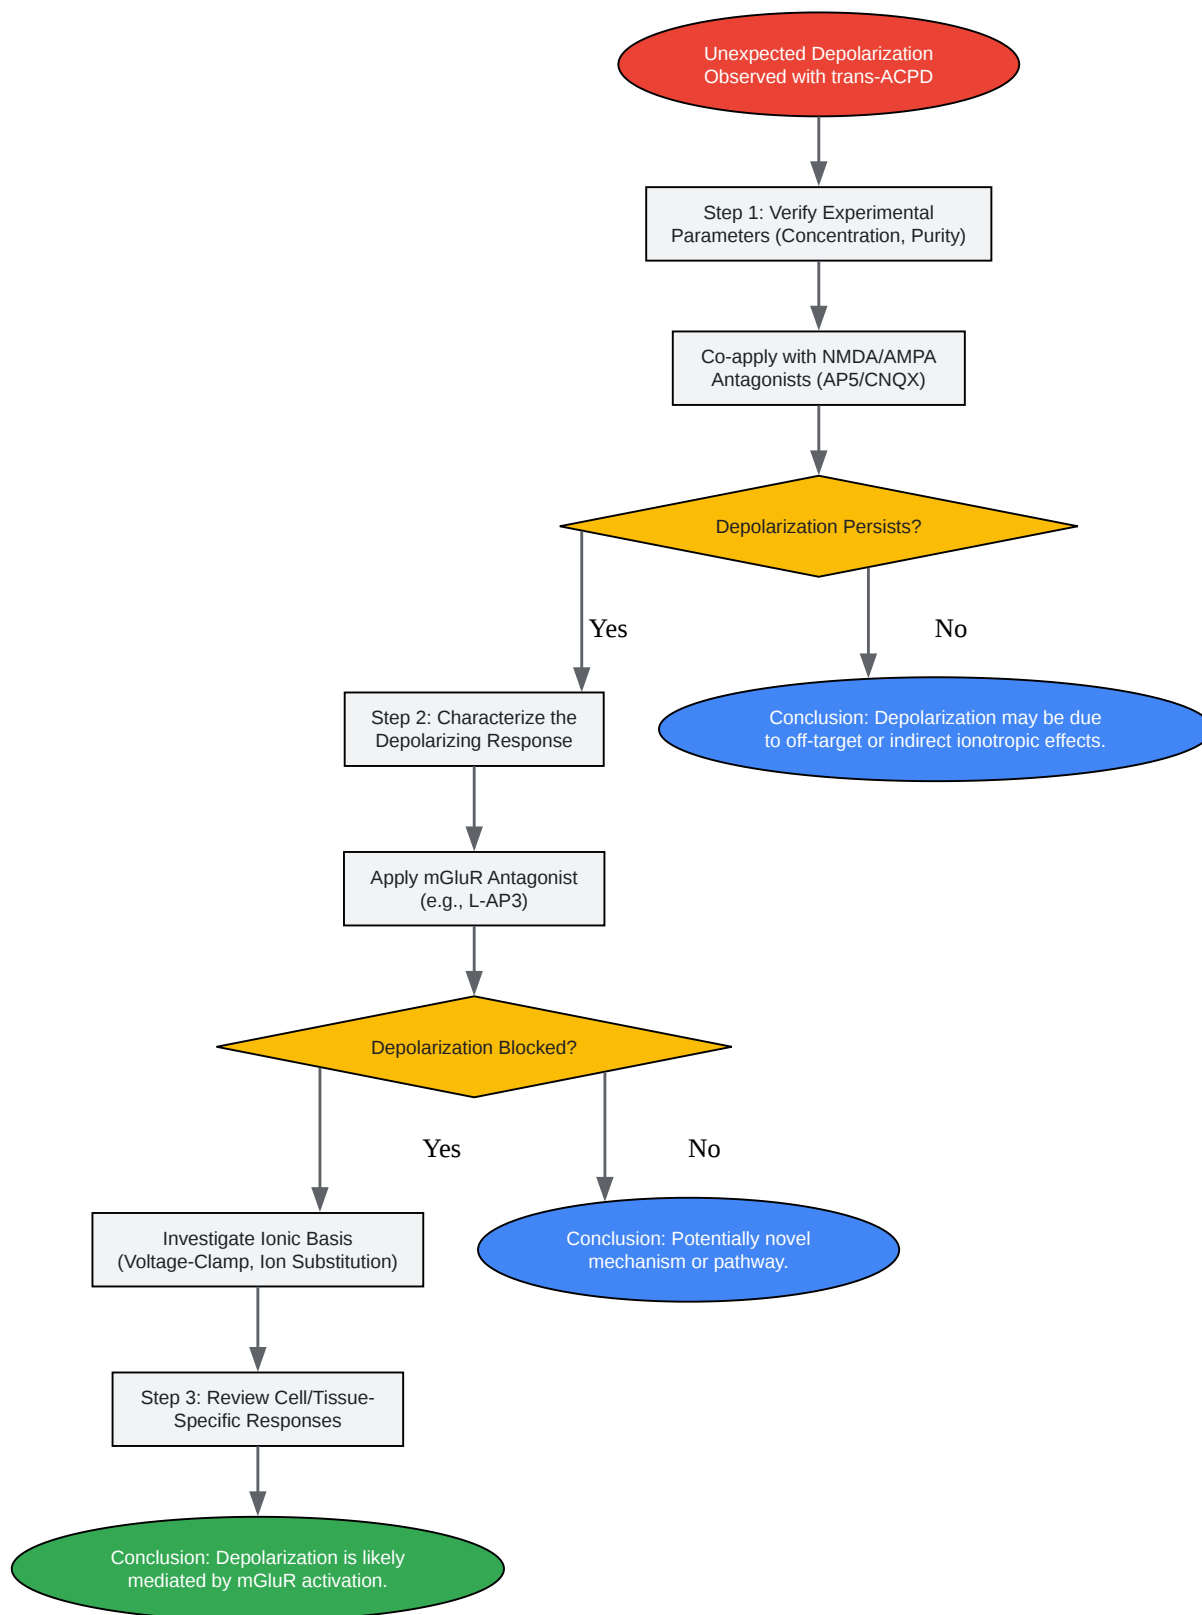 Unexpected Depolarization
Observed with trans-ACPD
Step 1: Verify Experimental
Parameters (Concentration, Purity)
Co-apply with NMDA/AMPA
Antagonists (AP5/CNQX)
Depolarization Persists?
Yes
No
Step 2: Characterize the
Depolarizing Response
Conclusion: Depolarization may be due
to off-target or indirect ionotropic effects.
Apply mGluR Antagonist
(e.g., L-AP3)
Depolarization Blocked?
Yes
No
Investigate Ionic Basis
(Voltage-Clamp, Ion Substitution)
Conclusion: Potentially novel
mechanism or pathway.
Step 3: Review Cell/Tissue-
Specific Responses
Conclusion: Depolarization is likely
mediated by mGluR activation.